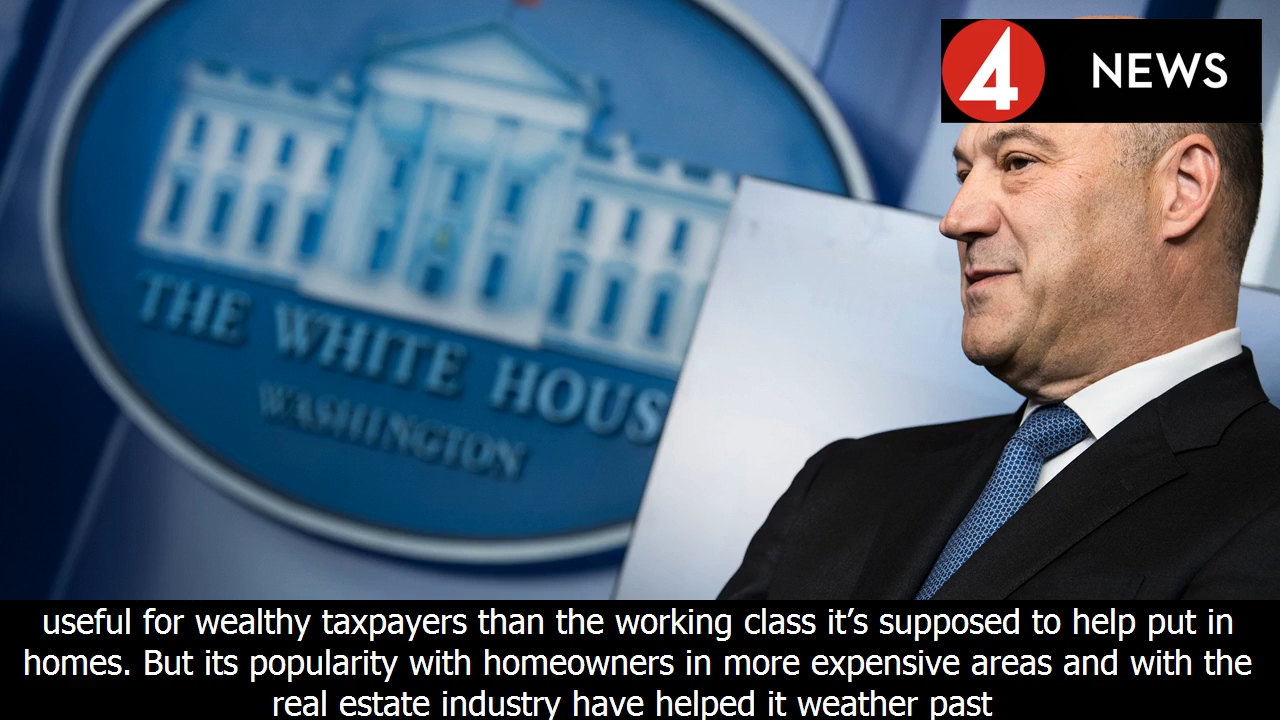 4 NEWS
THE WHITE HOUS
WASHINGTON
useful for wealthy taxpayers than the working class it’s supposed to help put in
homes. But its popularity with homeowners in more expensive areas and with the
real estate industry have helped it weather past